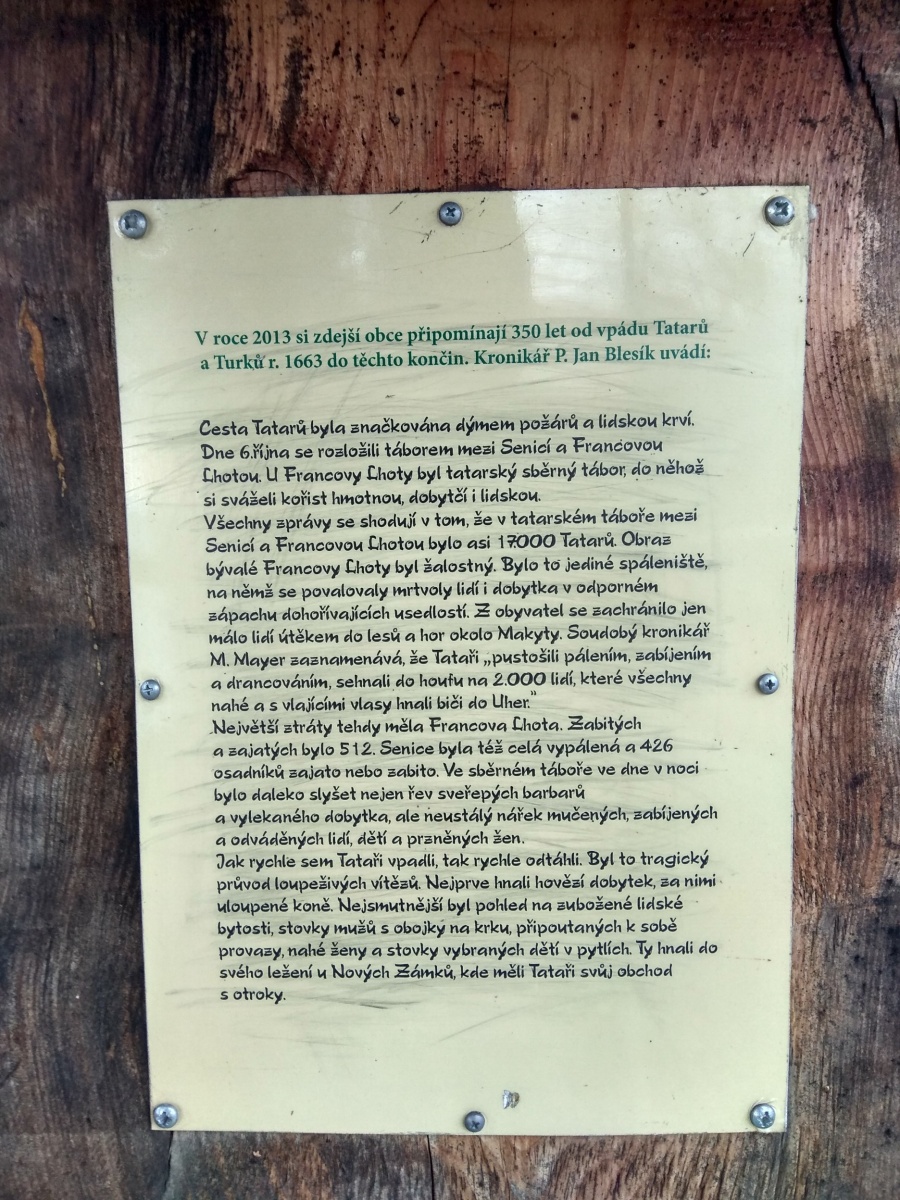 V roce 2013 si zdejší obce připomínají 350 let od vpádu Tatarů
a Turků r. 1663 do těchto končin. Kronikář P. Jan Blesík uvádí:
Cesta Tatarů byla značkována dýmem požárů a lidskou krví.
Dne 6.října se rozložili táborem mezi Senicí a Francovou
Lhotou. U Francovy Lhoty byl tatarský sběrný tábor, do něhož
si sváželi kořist hmotnou, dobytčí i lidskou.
Všechny zprávy se shodují v tom, že v tatarském táboře mezi
Senicí a Francovou Lhotou bylo asi 17.000 Tatarů. Obraz
bývalé Francovy Lhoty byl žalostný. Bylo to jediné spáleniště,
na němž se povalovaly mrtvoly lidí i dobytka v odporném
zápachu dohořívajících usedlostí. Z obyvatel se zachránilo jen
málo lidí útěkem do lesů a hor okolo Makyty. Soudobý kronikář
M. Mayer zaznamenává, že Tataři „pustošili pálením, zabíjením
a drancováním, sehnali do houfu na 2.000 lidí, které všechny
nahé a s vlajícími vlasy hnali biči do Uher.“
Největší ztráty tehdy měla Francova Lhota. Zabitých
a zajatých bylo 512. Senice byla též celá vypálená a 426
osadníků zajato nebo zabito. Ve sběrném táboře ve dne v noci
bylo daleko slyšet nejen řev sveřepých barbarů
a vylekaného dobytka, ale neustálý nářek mučených, zabíjených
a odváděných lidí, dětí a przněných žen.
Jak rychle sem Tataři vpadli, tak rychle odtáhli. Byl to tragický
průvod loupeživých vítězů. Nejprve hnali hovězí dobytek, za nimi
uloupené koně. Nejsmutnější byl pohled na zubožené lidské
bytosti, stovky mužů s obojky na krku, připoutaných k sobě
provazy, nahé ženy a stovky vybraných dětí v pytlích. Ty hnali do
svého ležení u Nových Zámků, kde měli Tataři svůj obchod
s otroky.